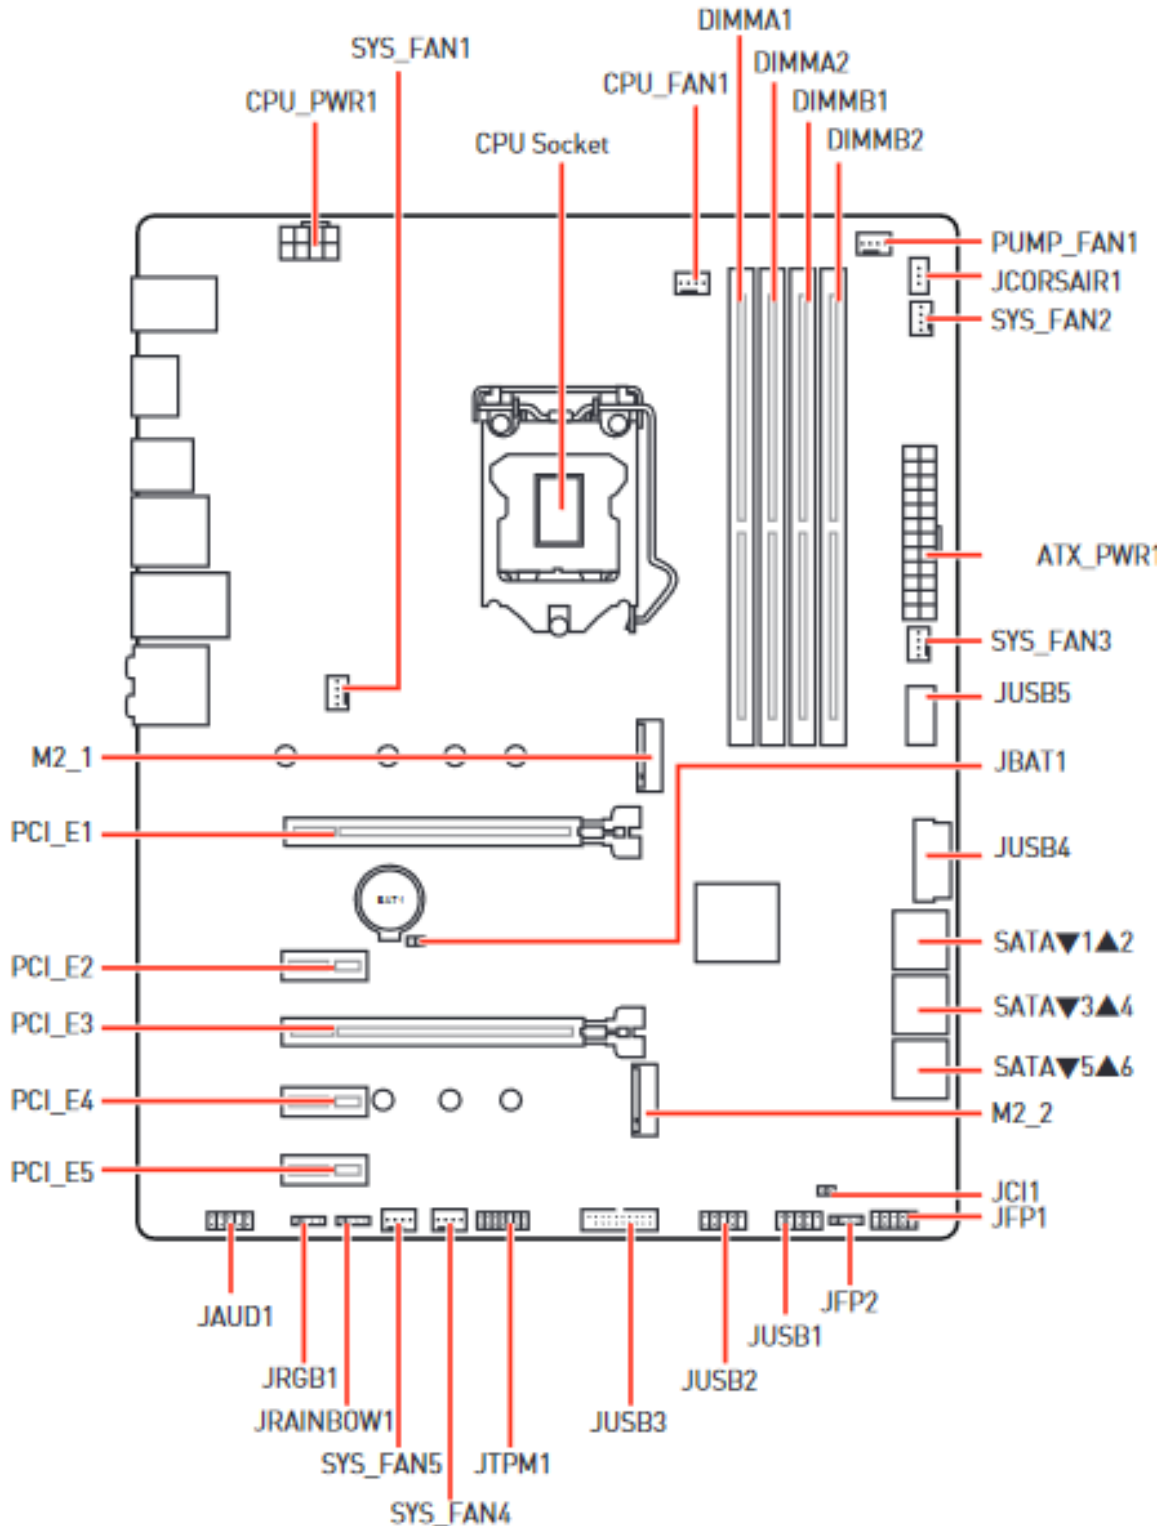 DIMMA1
SYS_FAN1
DIMMA2
CPU_FAN1
CPU_PWR1
DIMMB1
DIMMB2
CPU Socket
PUMP_FAN1
JCORSAIR1
SYS_FAN2
ATX_PWR1
SYS_FAN3
JUSB5
M2_1
JBAT1
PCI_E1
JUSB4
BAT1
SATA▼1▲2
PCI_E2
SATA▼3▲4
PCI_E3
SATA▼5▲6
PCI_E4
M2_2
PCI_E5
JCI1
JFP1
JFP2
JAUD1
JUSB1
JRGB1
JUSB2
JRAINBOW1
JUSB3
SYS_FAN5
JTPM1
SYS_FAN4